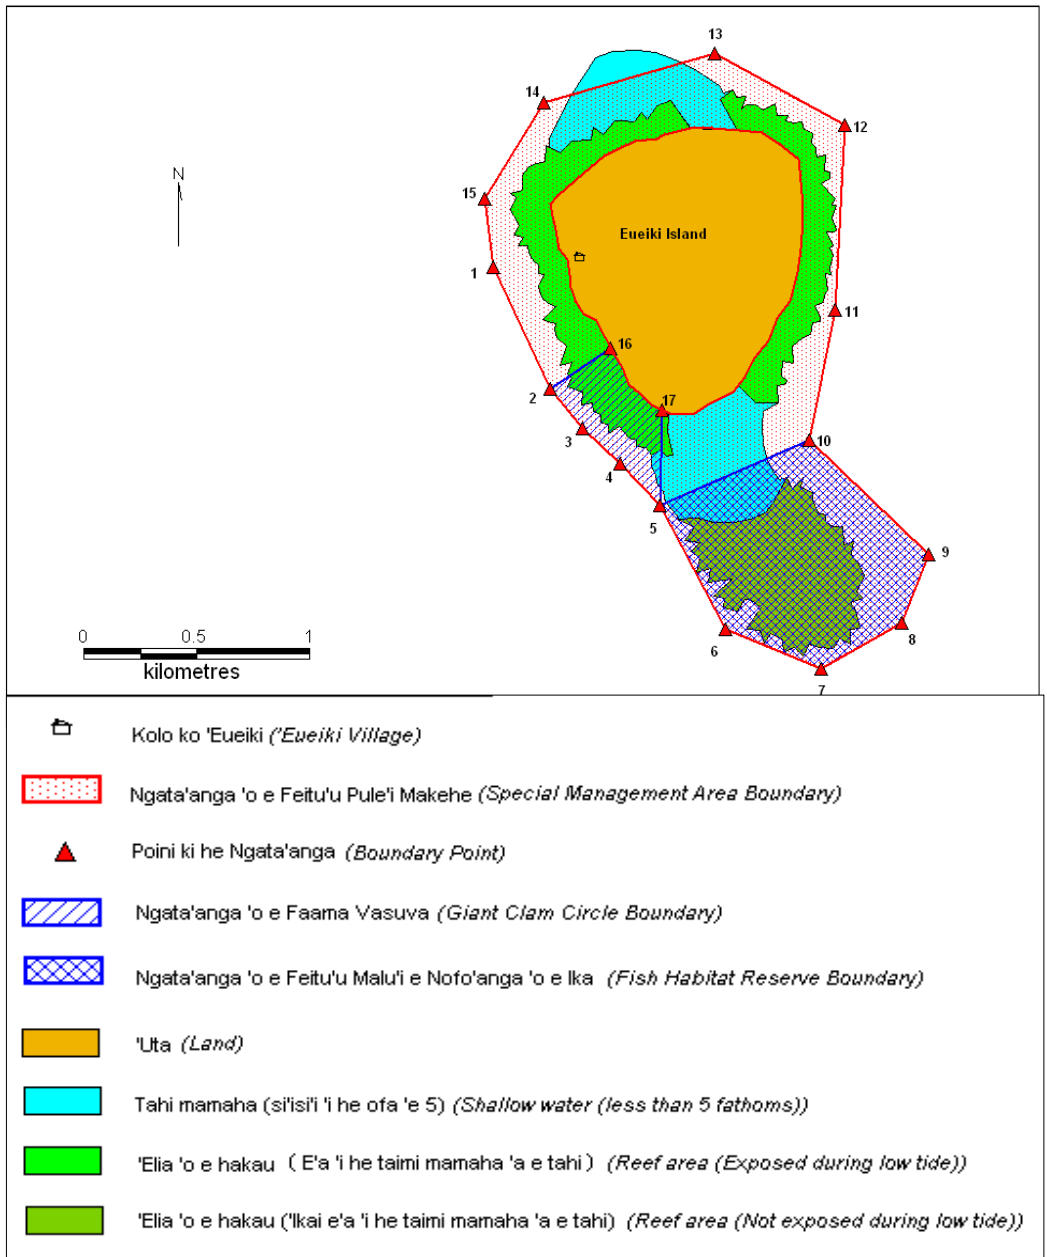 13
14
12
N
15
Eueiki Island
1
11
16
2
17
3
10
4
5
9
0 0.5 1
kilometres
6
8
7
Kolo ko 'Eueiki ('Eueiki Village)
Ngata'anga 'o e Feitu'u Pule'i Makehe (Special Management Area Boundary)
Poini ki he Ngata'anga (Boundary Point)
Ngata'anga 'o e Faama Vasuva (Giant Clam Circle Boundary)
Ngata'anga 'o e Feitu'u Malu'i e Nofo'anga 'o e Ika (Fish Habitat Reserve Boundary)
'Uta (Land)
Tahi mamaha (si'isi'i 'i he ofa 'e 5) (Shallow water (less than 5 fathoms))
'Elia 'o e hakau ( E'a 'i he taimi mamaha 'a e tahi ) (Reef area (Exposed during low tide))
'Elia 'o e hakau ('Ikai e'a 'i he taimi mamaha 'a e tahi) (Reef area (Not exposed during low tide))